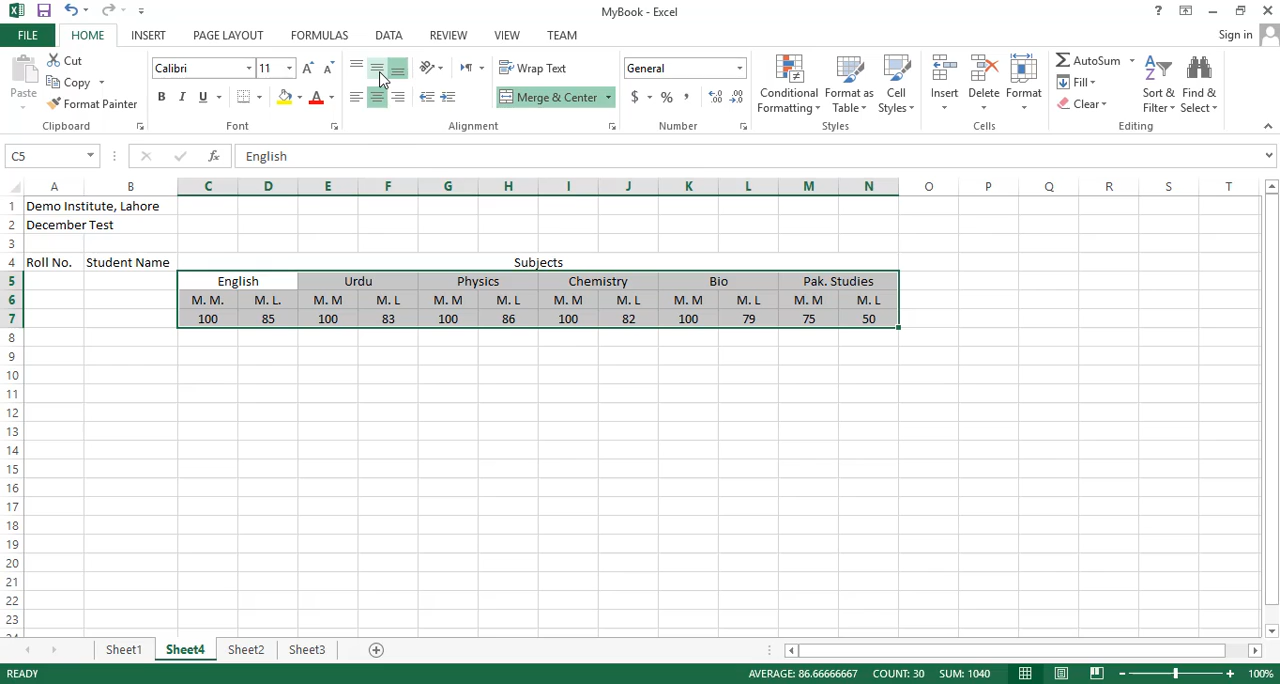 MyBook - Excel
Sign in
FILE HOME INSERT PAGE LAYOUT FORMULAS DATA REVIEW VIEW TEAM
Paste Cut Copy Format Painter
Clipboard
Calibri 11
B I U A
Font
Wrap Text
Merge & Center
Alignment
General
$ % ,
Number
Conditional Formatting
Format as Table
Cell Styles
Styles
Insert Delete Format
Cells
AutoSum
Fill
Clear
Sort & Filter
Find & Select
Editing
C5 fx English
A B C D E F G H I J K L M N O P Q R S T
1 Demo Institute, Lahore
2 December Test
3
4 Roll No. Student Name Subjects
5 English Urdu Physics Chemistry Bio Pak. Studies
6 M. M. M. L. M. M M. L M. M M. L M. M M. L M. M M. L M. M M. L
7 100 85 100 83 100 86 100 82 100 79 75 50
8
9
10
11
12
13
14
15
16
17
18
19
20
21
22
23
Sheet1 Sheet4 Sheet2 Sheet3
READY AVERAGE: 86.66666667 COUNT: 30 SUM: 1040 100%